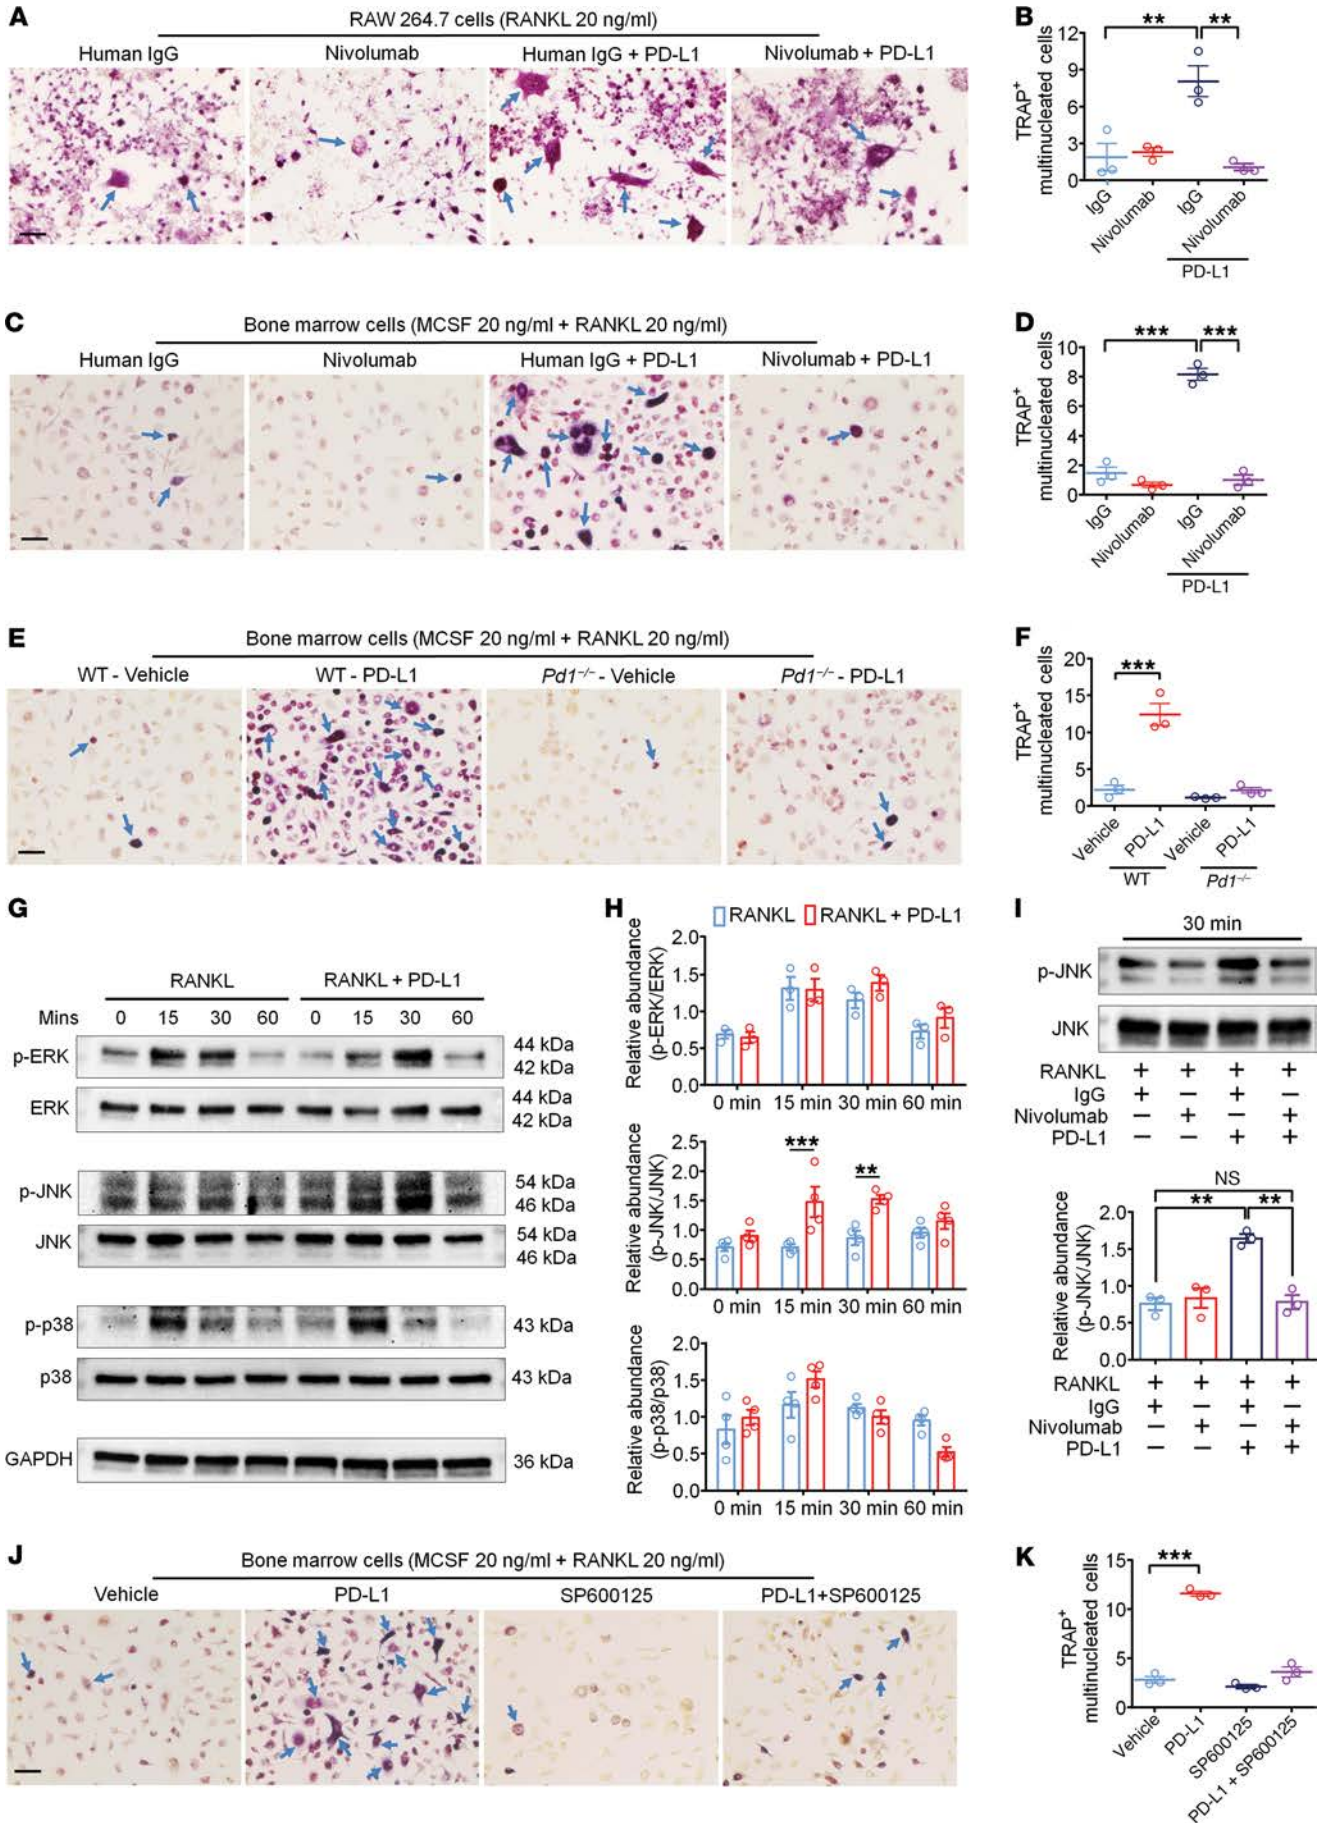 A
RAW 264.7 cells (RANKL 20 ng/ml)
Human IgG
Nivolumab
Human IgG + PD-L1
Nivolumab + PD-L1
B
**
**
TRAP+
multinucleated cells
12
9
6
3
0
IgG
Nivolumab
IgG
Nivolumab
PD-L1
C
Bone marrow cells (MCSF 20 ng/ml + RANKL 20 ng/ml)
Human IgG
Nivolumab
Human IgG + PD-L1
Nivolumab + PD-L1
D
***
***
TRAP+
multinucleated cells
10
8
6
4
2
0
IgG
Nivolumab
IgG
Nivolumab
PD-L1
E
Bone marrow cells (MCSF 20 ng/ml + RANKL 20 ng/ml)
WT - Vehicle
WT - PD-L1
Pd1–/– - Vehicle
Pd1–/– - PD-L1
F
***
TRAP+
multinucleated cells
20
15
10
5
0
Vehicle
PD-L1
Vehicle
PD-L1
WT
Pd1–/–
G
RANKL
RANKL + PD-L1
Mins 0 15 30 60 0 15 30 60
p-ERK
44 kDa
42 kDa
ERK
44 kDa
42 kDa
p-JNK
54 kDa
46 kDa
JNK
54 kDa
46 kDa
p-p38
43 kDa
p38
43 kDa
GAPDH
36 kDa
H
RANKL
RANKL + PD-L1
Relative abundance
(p-ERK/ERK)
2.0
1.5
1.0
0.5
0.0
0 min 15 min 30 min 60 min
Relative abundance
(p-JNK/JNK)
2.5
2.0
1.5
1.0
0.5
0.0
***
**
0 min 15 min 30 min 60 min
Relative abundance
(p-p38/p38)
2.0
1.5
1.0
0.5
0.0
0 min 15 min 30 min 60 min
I
30 min
p-JNK
JNK
RANKL + + + +
IgG + − + −
Nivolumab − + − +
PD-L1 − − + +
NS
**
**
Relative abundance
(p-JNK/JNK)
2.0
1.5
1.0
0.5
0.0
RANKL + + + +
IgG + − + −
Nivolumab − + − +
PD-L1 − − + +
J
Bone marrow cells (MCSF 20 ng/ml + RANKL 20 ng/ml)
Vehicle
PD-L1
SP600125
PD-L1+SP600125
K
***
TRAP+
multinucleated cells
15
10
5
0
Vehicle
PD-L1
SP600125
PD-L1 + SP600125